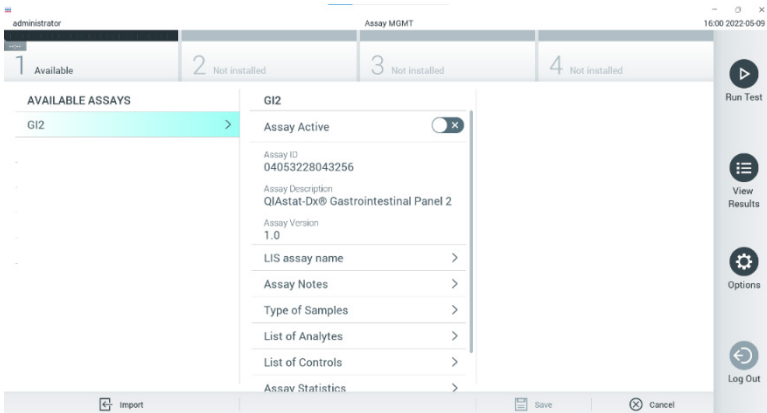 administrator
Assay MGMT
16:00 2022-05-09
1 Available
2 Not installed
3 Not installed
4 Not installed
Run Test
View
Results
Options
Log Out
AVAILABLE ASSAYS
GI2
GI2
Assay Active
Assay ID
04053228043256
Assay Description
QIAstat-Dx® Gastrointestinal Panel 2
Assay Version
1.0
LIS assay name
Assay Notes
Type of Samples
List of Analytes
List of Controls
Assay Statistics
Import
Save
Cancel